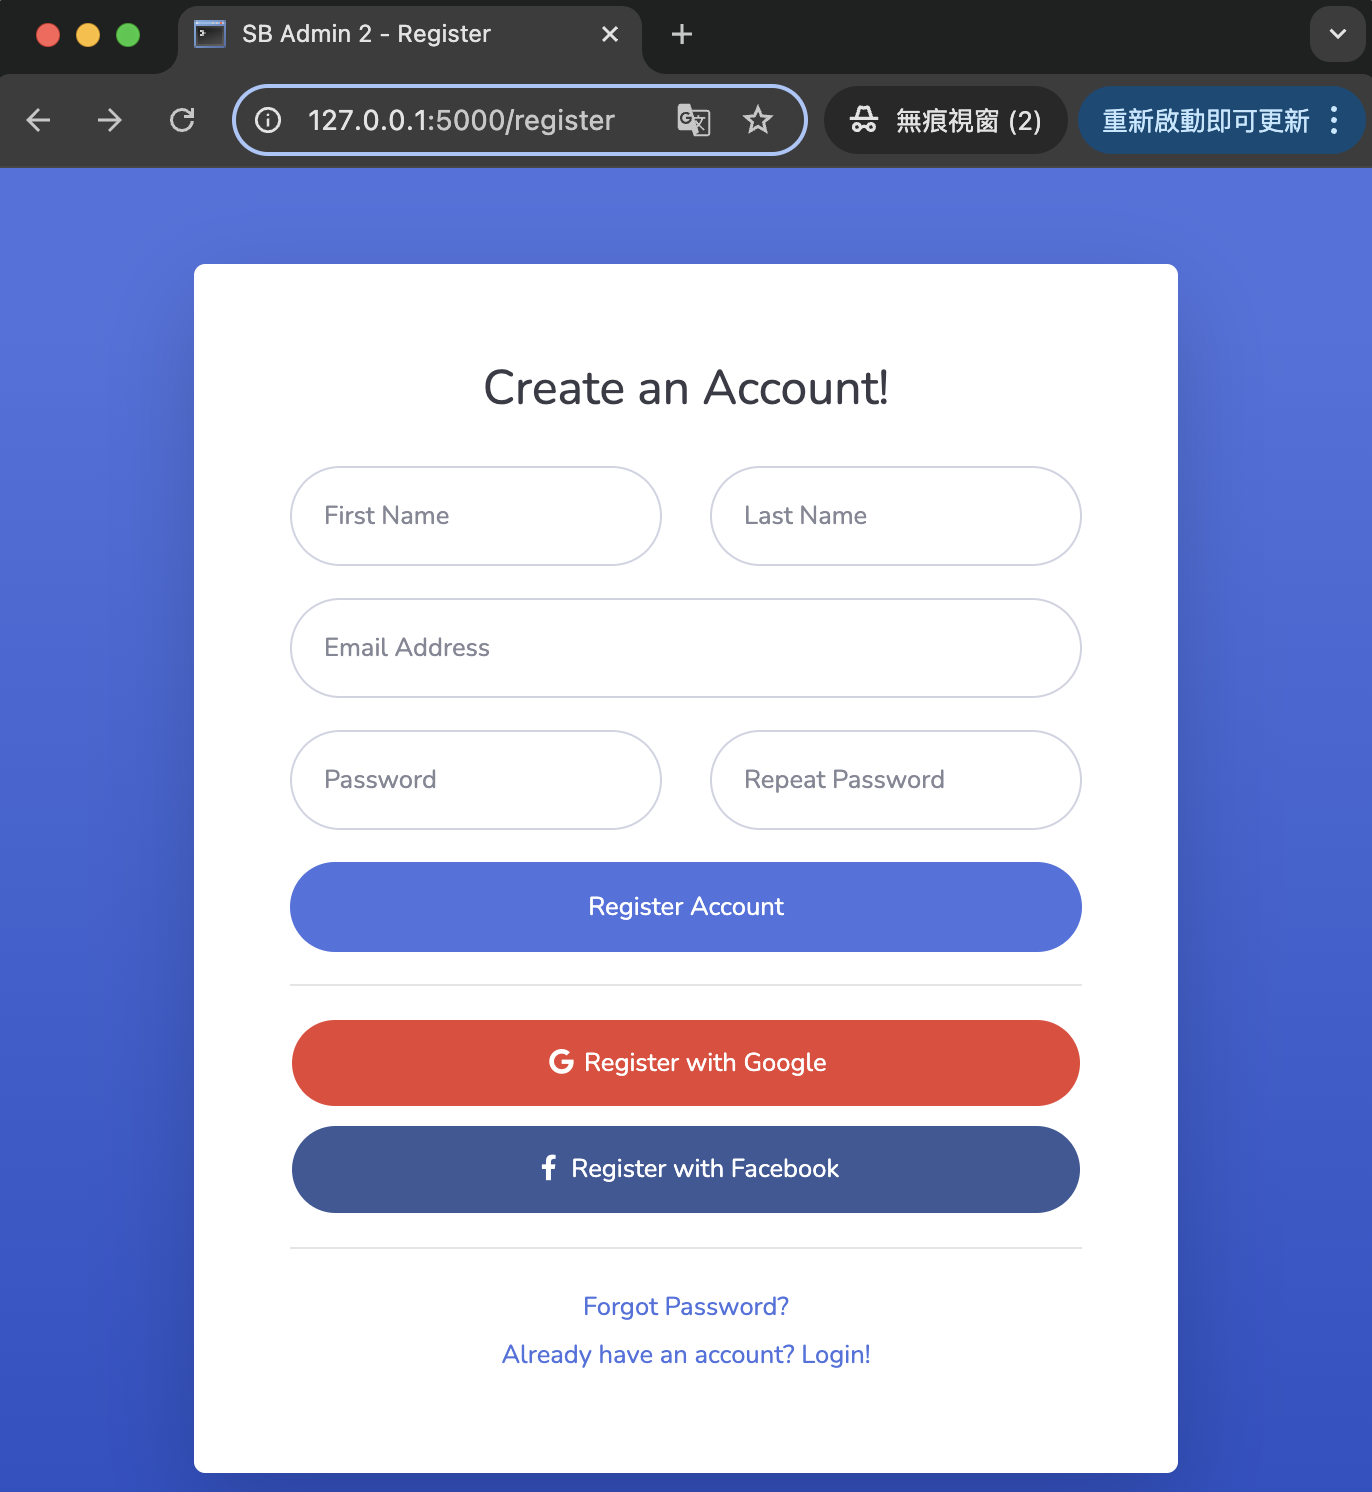 SB Admin 2 - Register
127.0.0.1:5000/register
無痕視窗 (2)
重新啟動即可更新
Create an Account!
First Name
Last Name
Email Address
Password
Repeat Password
Register Account
Register with Google
Register with Facebook
Forgot Password?
Already have an account? Login!